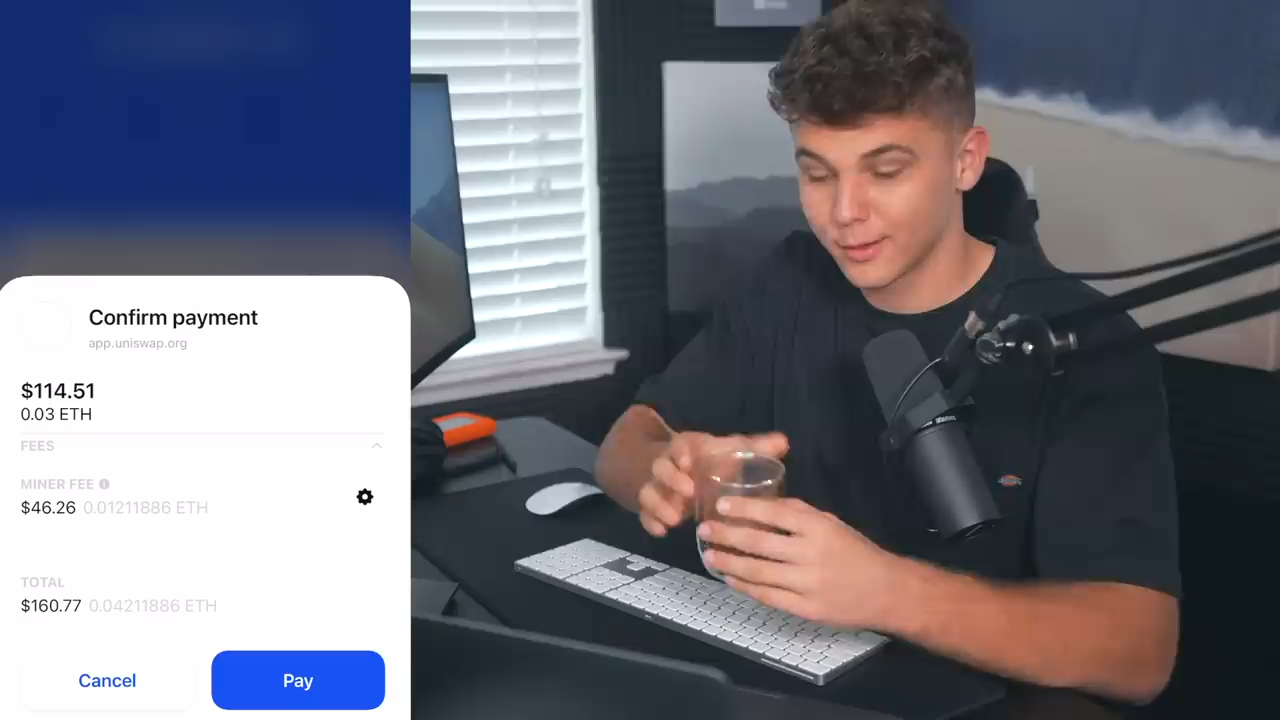 Confirm payment
app.uniswap.org
$114.51
0.03 ETH
FEES
MINER FEE
$46.26 0.01211886 ETH
TOTAL
$160.77 0.04211886 ETH
Cancel
Pay